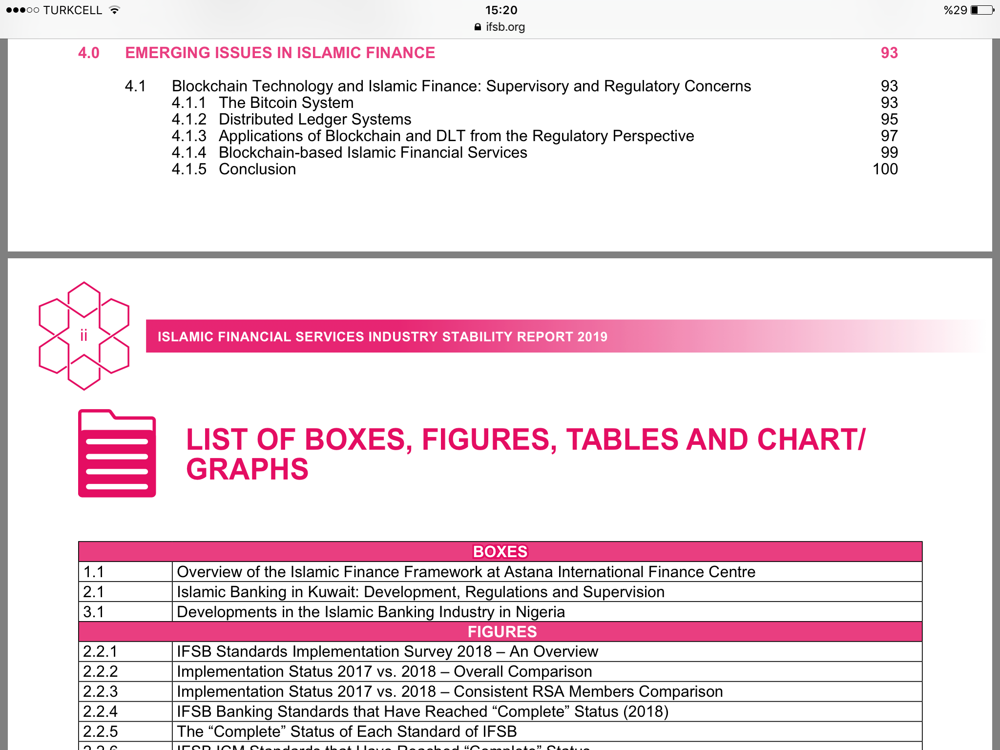 TURKCELL 15:20 %29
ifsb.org
4.0 EMERGING ISSUES IN ISLAMIC FINANCE 93
4.1 Blockchain Technology and Islamic Finance: Supervisory and Regulatory Concerns 93
4.1.1 The Bitcoin System 93
4.1.2 Distributed Ledger Systems 95
4.1.3 Applications of Blockchain and DLT from the Regulatory Perspective 97
4.1.4 Blockchain-based Islamic Financial Services 99
4.1.5 Conclusion 100
ii
ISLAMIC FINANCIAL SERVICES INDUSTRY STABILITY REPORT 2019
LIST OF BOXES, FIGURES, TABLES AND CHART/
GRAPHS
BOXES
1.1 Overview of the Islamic Finance Framework at Astana International Finance Centre
2.1 Islamic Banking in Kuwait: Development, Regulations and Supervision
3.1 Developments in the Islamic Banking Industry in Nigeria
FIGURES
2.2.1 IFSB Standards Implementation Survey 2018 – An Overview
2.2.2 Implementation Status 2017 vs. 2018 – Overall Comparison
2.2.3 Implementation Status 2017 vs. 2018 – Consistent RSA Members Comparison
2.2.4 IFSB Banking Standards that Have Reached “Complete” Status (2018)
2.2.5 The “Complete” Status of Each Standard of IFSB
2.2.6 IFSB ICM Standards that Have Reached “Complete” Status